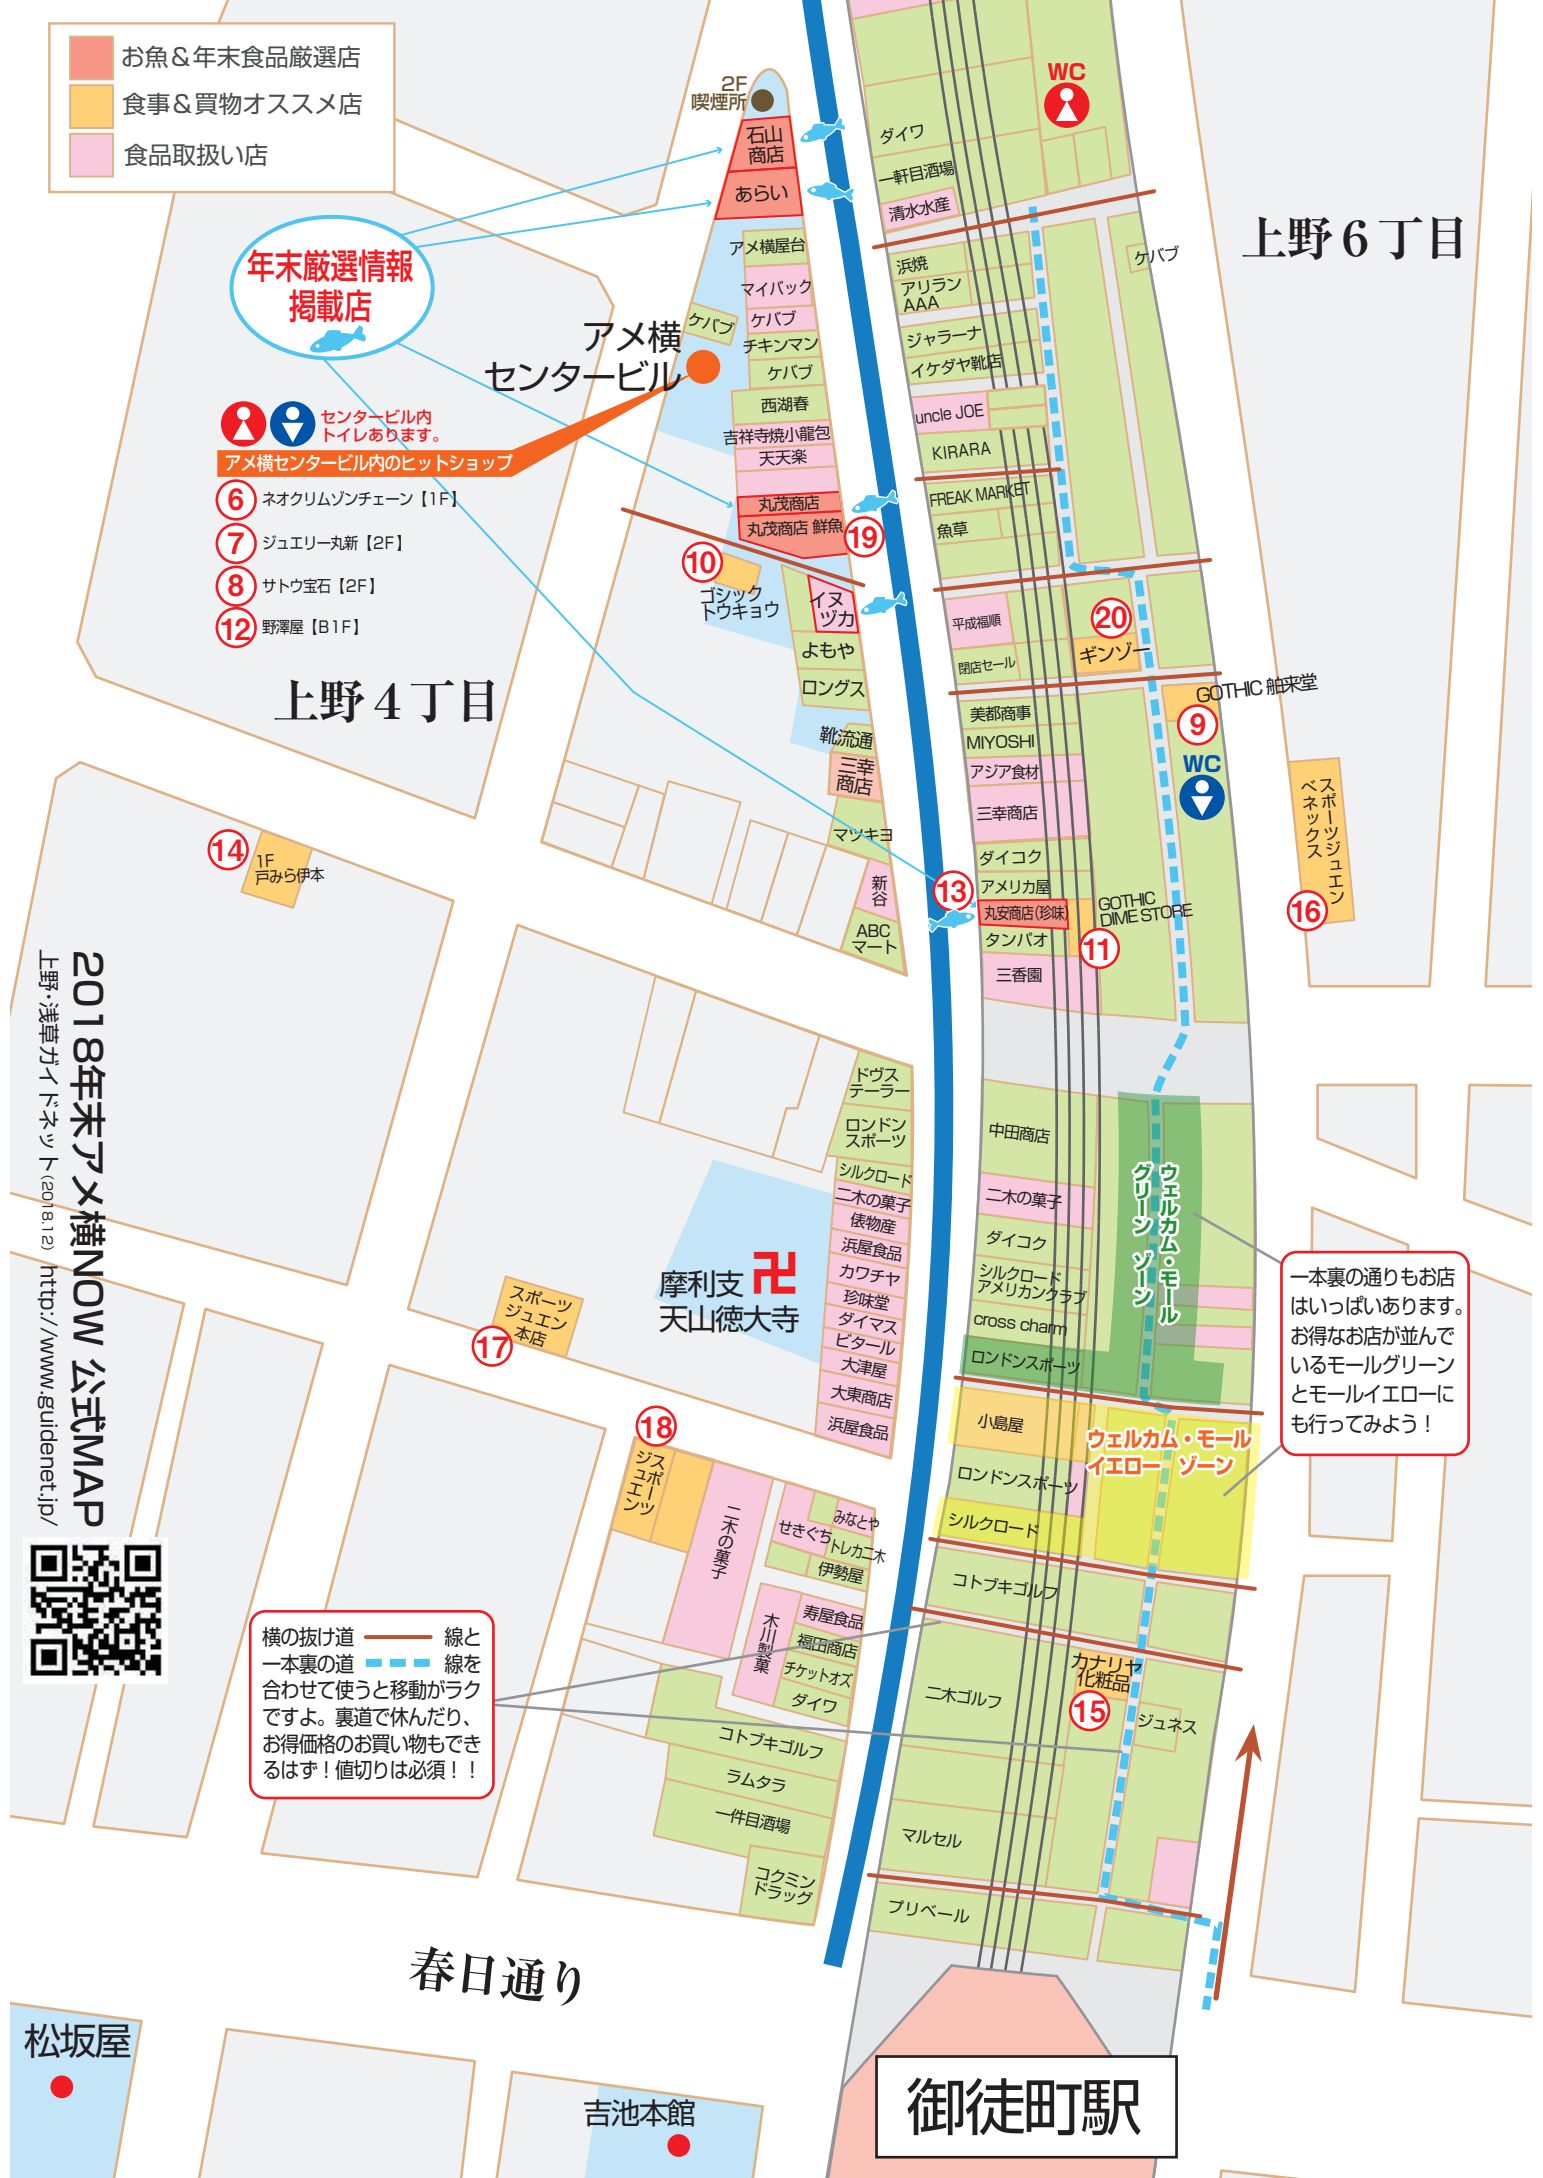 お魚＆年末食品厳選店
食事＆買物オススメ店
食品取扱い店
年末厳選情報
掲載店
2F
喫煙所
石山
商店
あらい
アメ横屋台
マイバック
ケバブ
ケバブ
チキンマン
ケバブ
西湖春
吉祥寺焼小龍包
天天楽
丸茂商店
丸茂商店 鮮魚
19
アメ横
センタービル
センタービル内
トイレあります。
アメ横センタービル内のヒットショップ
6 ネオクリムゾンチェーン【1F】
7 ジュエリー丸新【2F】
8 サトウ宝石【2F】
12 野澤屋【B1F】
10
ゴシック
トウキョウ
イヌ
ヅカ
よもや
ロングス
靴流通
三幸
商店
マツキヨ
新谷
ABC
マート
上野4丁目
上野6丁目
WC
ダイワ
一軒目酒場
清水水産
浜焼
アリラン
AAA
ケバブ
ジャラーナ
イケダヤ靴店
uncle JOE
KIRARA
FREAK MARKET
魚草
平成福順
閉店セール
20
ギンゾー
GOTHIC 舶来堂
9
WC
美都商事
MIYOSHI
アジア食材
三幸商店
ダイコク
アメリカ屋
13
丸安商店(珍味)
タンパオ
三香園
GOTHIC
DIME STORE
11
スポーツジュエン
ベネックス
16
14
1F
戸みら伊本
2018年末アメ横NOW 公式MAP
上野・浅草ガイドネット(2018.12) http://www.guidenet.jp/
ドヴス
テーラー
ロンドン
スポーツ
シルクロード
二木の菓子
俵物産
浜屋食品
カワチヤ
珍味堂
ダイマス
ビタール
大津屋
大東商店
浜屋食品
摩利支
天山徳大寺
スポーツ
ジュエン
本店
17
18
スポーツ
ジュエン
二木の菓子
せきぐち
みなとや
トレカ二木
伊勢屋
木川製菓
寿屋食品
福田商店
チケットオズ
ダイワ
コトブキゴルフ
ラムタラ
一件目酒場
コクミン
ドラッグ
中田商店
二木の菓子
ダイコク
シルクロード
アメリカンクラブ
cross charm
ロンドンスポーツ
ウェルカム・モール
グリーン ゾーン
小島屋
ロンドンスポーツ
シルクロード
ウェルカム・モール
イエロー ゾーン
一本裏の通りもお店
はいっぱいあります。
お得なお店が並んで
いるモールグリーン
とモールイエローに
も行ってみよう！
コトブキゴルフ
二木ゴルフ
カナリヤ
化粧品
15
ジュネス
マルセル
プリベール
横の抜け道 線と
一本裏の道 線を
合わせて使うと移動がラク
ですよ。裏道で休んだり、
お得価格のお買い物もでき
るはず！値切りは必須！！
春日通り
松坂屋
吉池本館
御徒町駅